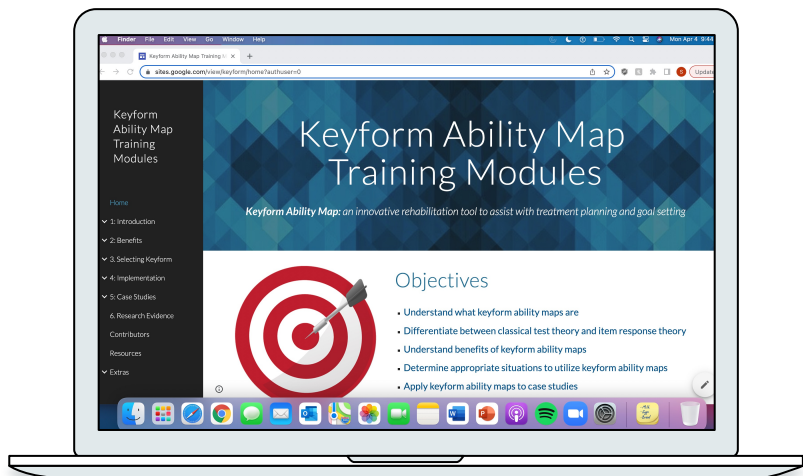 Finder File Edit View Go Window Help
Mon Apr 4 9:44
Keyform Ability Map Training M
sites.google.com/view/keyform/home?authuser=0
S
Update
Keyform
Ability Map
Training
Modules
Home
1: Introduction
2: Benefits
3. Selecting Keyform
4: Implementation
5: Case Studies
6. Research Evidence
Contributors
Resources
Extras
Keyform Ability Map
Training Modules
Keyform Ability Map: an innovative rehabilitation tool to assist with treatment planning and goal setting
Objectives
• Understand what keyform ability maps are
• Differentiate between classical test theory and item response theory
• Understand benefits of keyform ability maps
• Determine appropriate situations to utilize keyform ability maps
• Apply keyform ability maps to case studies